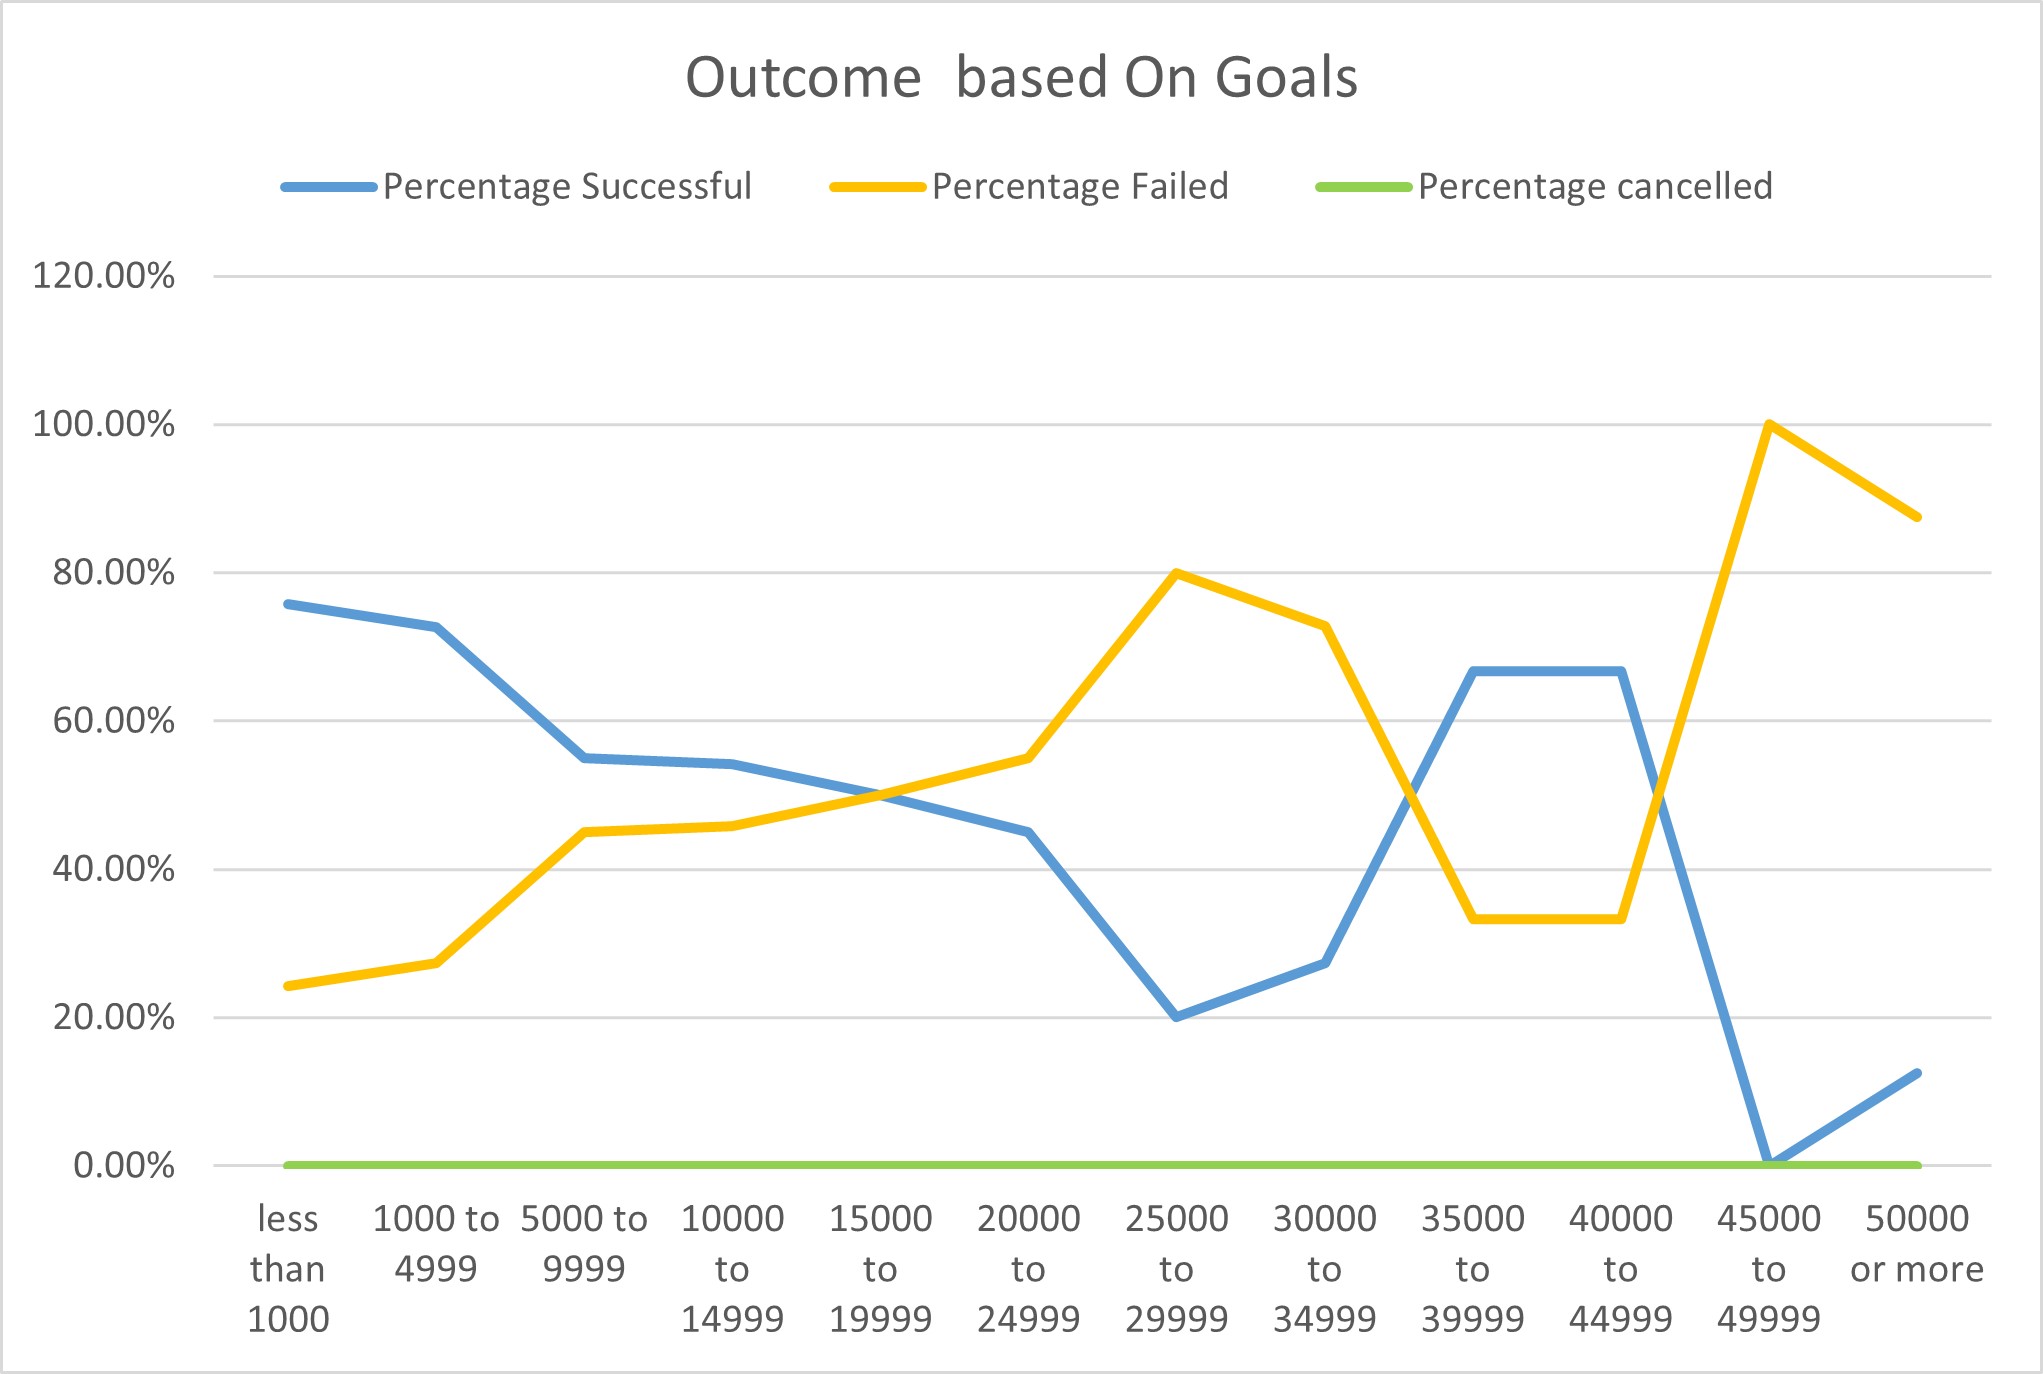 Outcome  based On Goals
Percentage Successful
Percentage Failed
Percentage cancelled
120.00%
100.00%
80.00%
60.00%
40.00%
20.00%
0.00%
less
than
1000
1000 to
4999
5000 to
9999
10000
to
14999
15000
to
19999
20000
to
24999
25000
to
29999
30000
to
34999
35000
to
39999
40000
to
44999
45000
to
49999
50000
or more